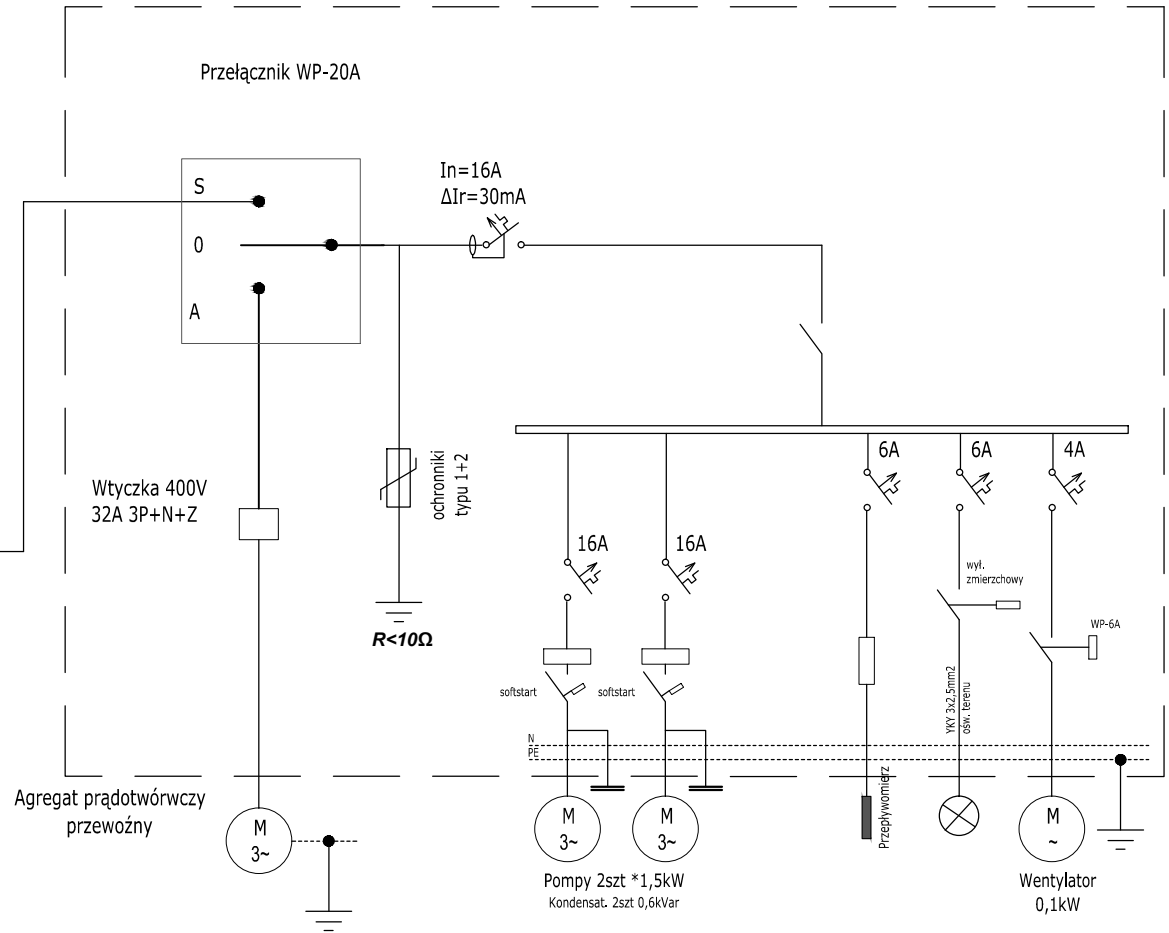 Przełącznik WP-20A
S
0
A
In=16A
ΔIr=30mA
Wtyczka 400V
32A 3P+N+Z
ochronniki
typu 1+2
R<10Ω
6A
6A
4A
16A
16A
wył.
zmierzchowy
WP-6A
softstart
softstart
YKY 3x2,5mm2
ośw. terenu
N
PE
Agregat prądotwórwczy
przewoźny
M
3~
M
3~
M
3~
Przepływomierz
M
~
Pompy 2szt *1,5kW
Kondensat. 2szt 0,6kVar
Wentylator
0,1kW